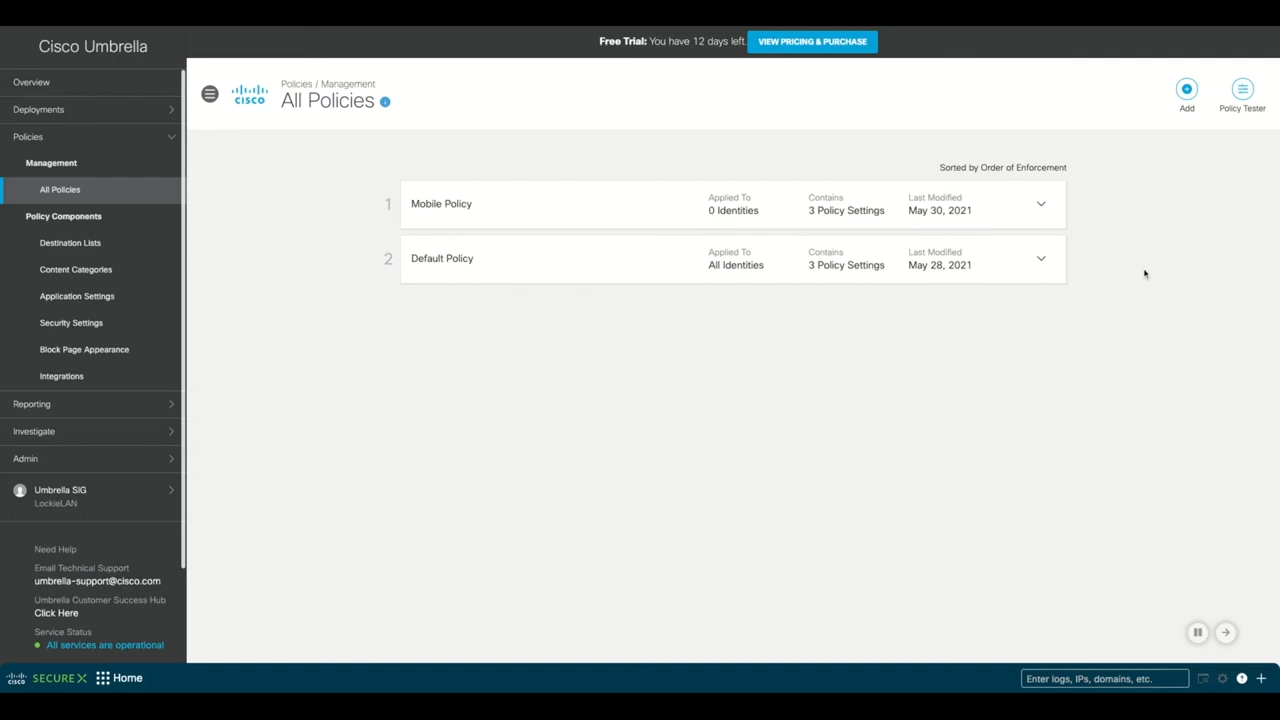 Cisco Umbrella
Free Trial: You have 12 days left. VIEW PRICING & PURCHASE
Overview
Deployments
Policies
Management
All Policies
Policy Components
Destination Lists
Content Categories
Application Settings
Security Settings
Block Page Appearance
Integrations
Reporting
Investigate
Admin
Umbrella SIG
LockieLAN
Need Help
Email Technical Support
umbrella-support@cisco.com
Umbrella Customer Success Hub
Click Here
Service Status
All services are operational
CISCO
Policies / Management
All Policies
Add
Policy Tester
Sorted by Order of Enforcement
1
Mobile Policy
Applied To
0 Identities
Contains
3 Policy Settings
Last Modified
May 30, 2021
2
Default Policy
Applied To
All Identities
Contains
3 Policy Settings
Last Modified
May 28, 2021
CISCO SECUREX Home
Enter logs, IPs, domains, etc.